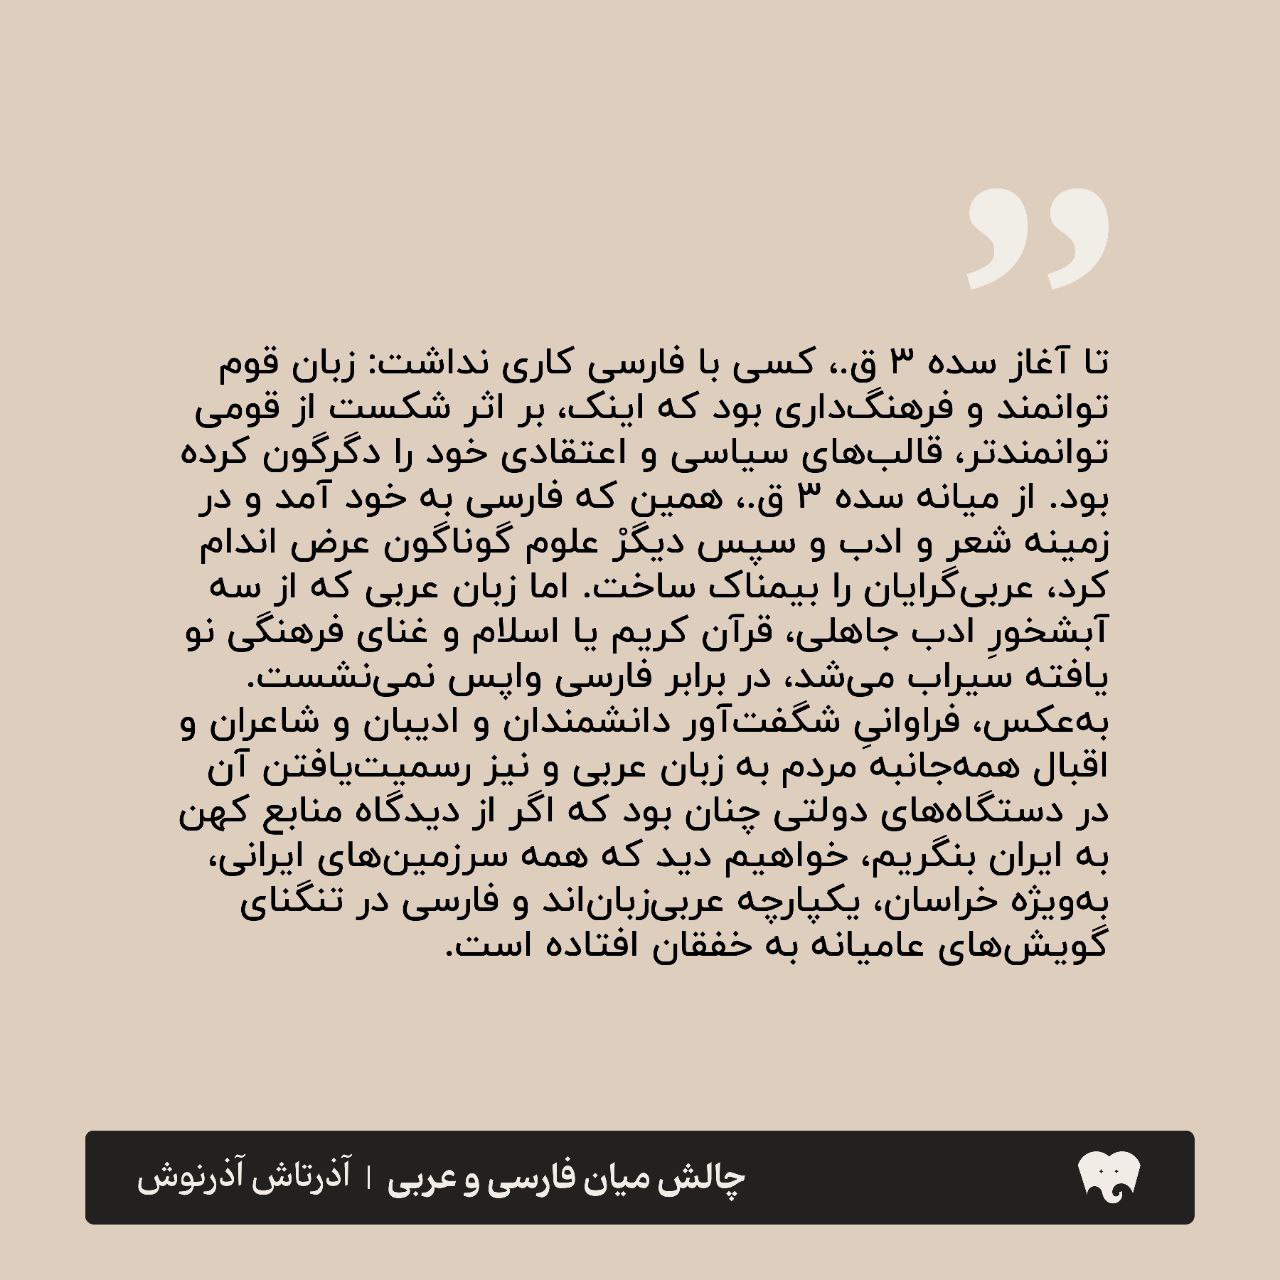 ”
تا آغاز سده ۳ ق.، کسی با فارسی کاری نداشت: زبان قوم
توانمند و فرهنگ‌داری بود که اینک، بر اثر شکست از قومی
توانمندتر، قالب‌های سیاسی و اعتقادی خود را دگرگون کرده
بود. از میانه سده ۳ ق.، همین که فارسی به خود آمد و در
زمینه شعر و ادب و سپس دیگرْ علوم گوناگون عرض اندام
کرد، عربی‌گرایان را بیمناک ساخت. اما زبان عربی که از سه
آبشخورِ ادب جاهلی، قرآن کریم یا اسلام و غنای فرهنگی نو
یافته سیراب می‌شد، در برابر فارسی واپس نمی‌نشست.
به‌عکس، فراوانیِ شگفت‌آور دانشمندان و ادیبان و شاعران و
اقبال همه‌جانبه مردم به زبان عربی و نیز رسمیت‌یافتن آن
در دستگاه‌های دولتی چنان بود که اگر از دیدگاه منابع کهن
به ایران بنگریم، خواهیم دید که همه سرزمین‌های ایرانی،
به‌ویژه خراسان، یکپارچه عربی‌زبان‌اند و فارسی در تنگنای
گویش‌های عامیانه به خفقان افتاده است.
چالش میان فارسی و عربی | آذرتاش آذرنوش